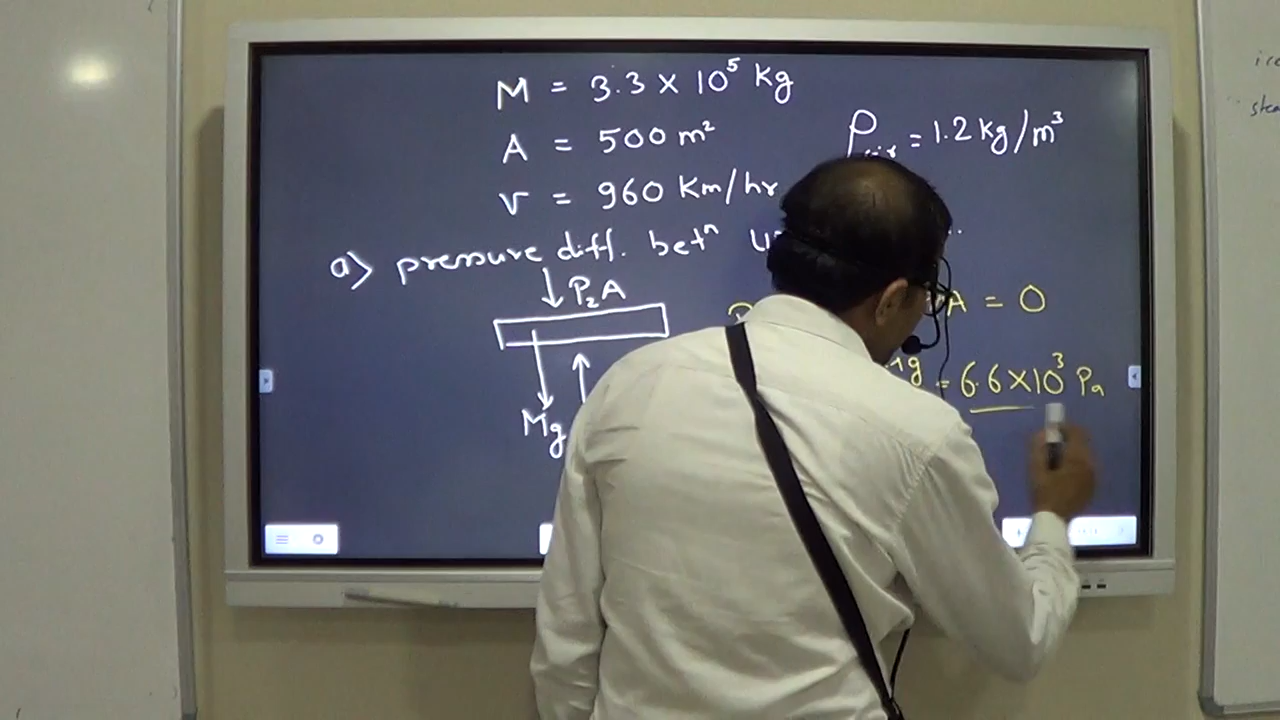 M = 3.3 × 10⁵ Kg
A = 500 m²
ρ = 1.2 kg/m³
V = 960 Km/hr
a) pressure diff. betⁿ
P₂A
A = 0
Mg
g = 6.6×10³ Pa